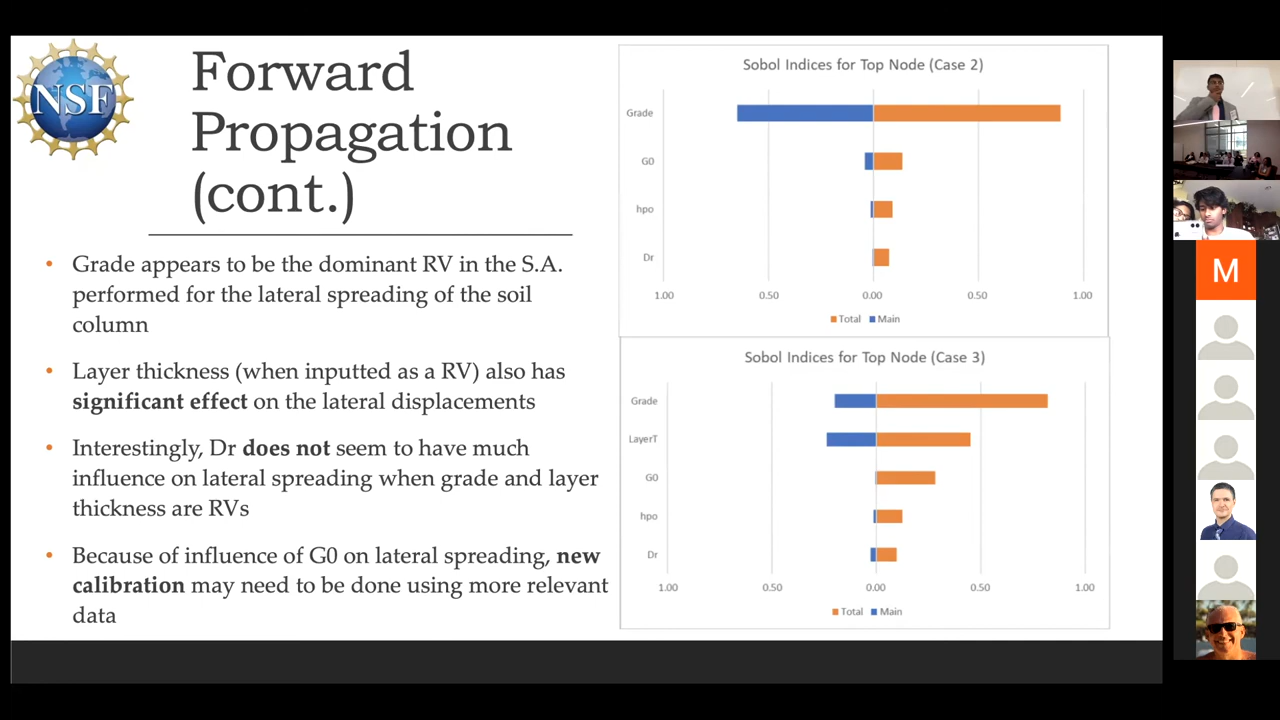 NSF
Forward
Propagation
(cont.)
• Grade appears to be the dominant RV in the S.A.
performed for the lateral spreading of the soil
column
• Layer thickness (when inputted as a RV) also has
significant effect on the lateral displacements
• Interestingly, Dr does not seem to have much
influence on lateral spreading when grade and layer
thickness are RVs
• Because of influence of G0 on lateral spreading, new
calibration may need to be done using more relevant
data
Sobol Indices for Top Node (Case 2)
Grade
G0
hpo
Dr
1.00 0.50 0.00 0.50 1.00
Total Main
Sobol Indices for Top Node (Case 3)
Grade
LayerT
G0
hpo
Dr
1.00 0.50 0.00 0.50 1.00
Total Main
M